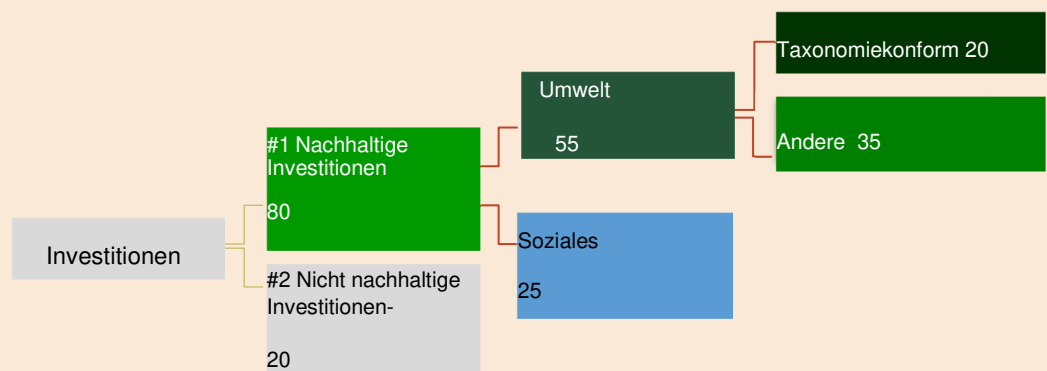 Investitionen
#1 Nachhaltige
Investitionen
80
#2 Nicht nachhaltige
Investitionen-
20
Umwelt
55
Soziales
25
Taxonomiekonform 20
Andere 35